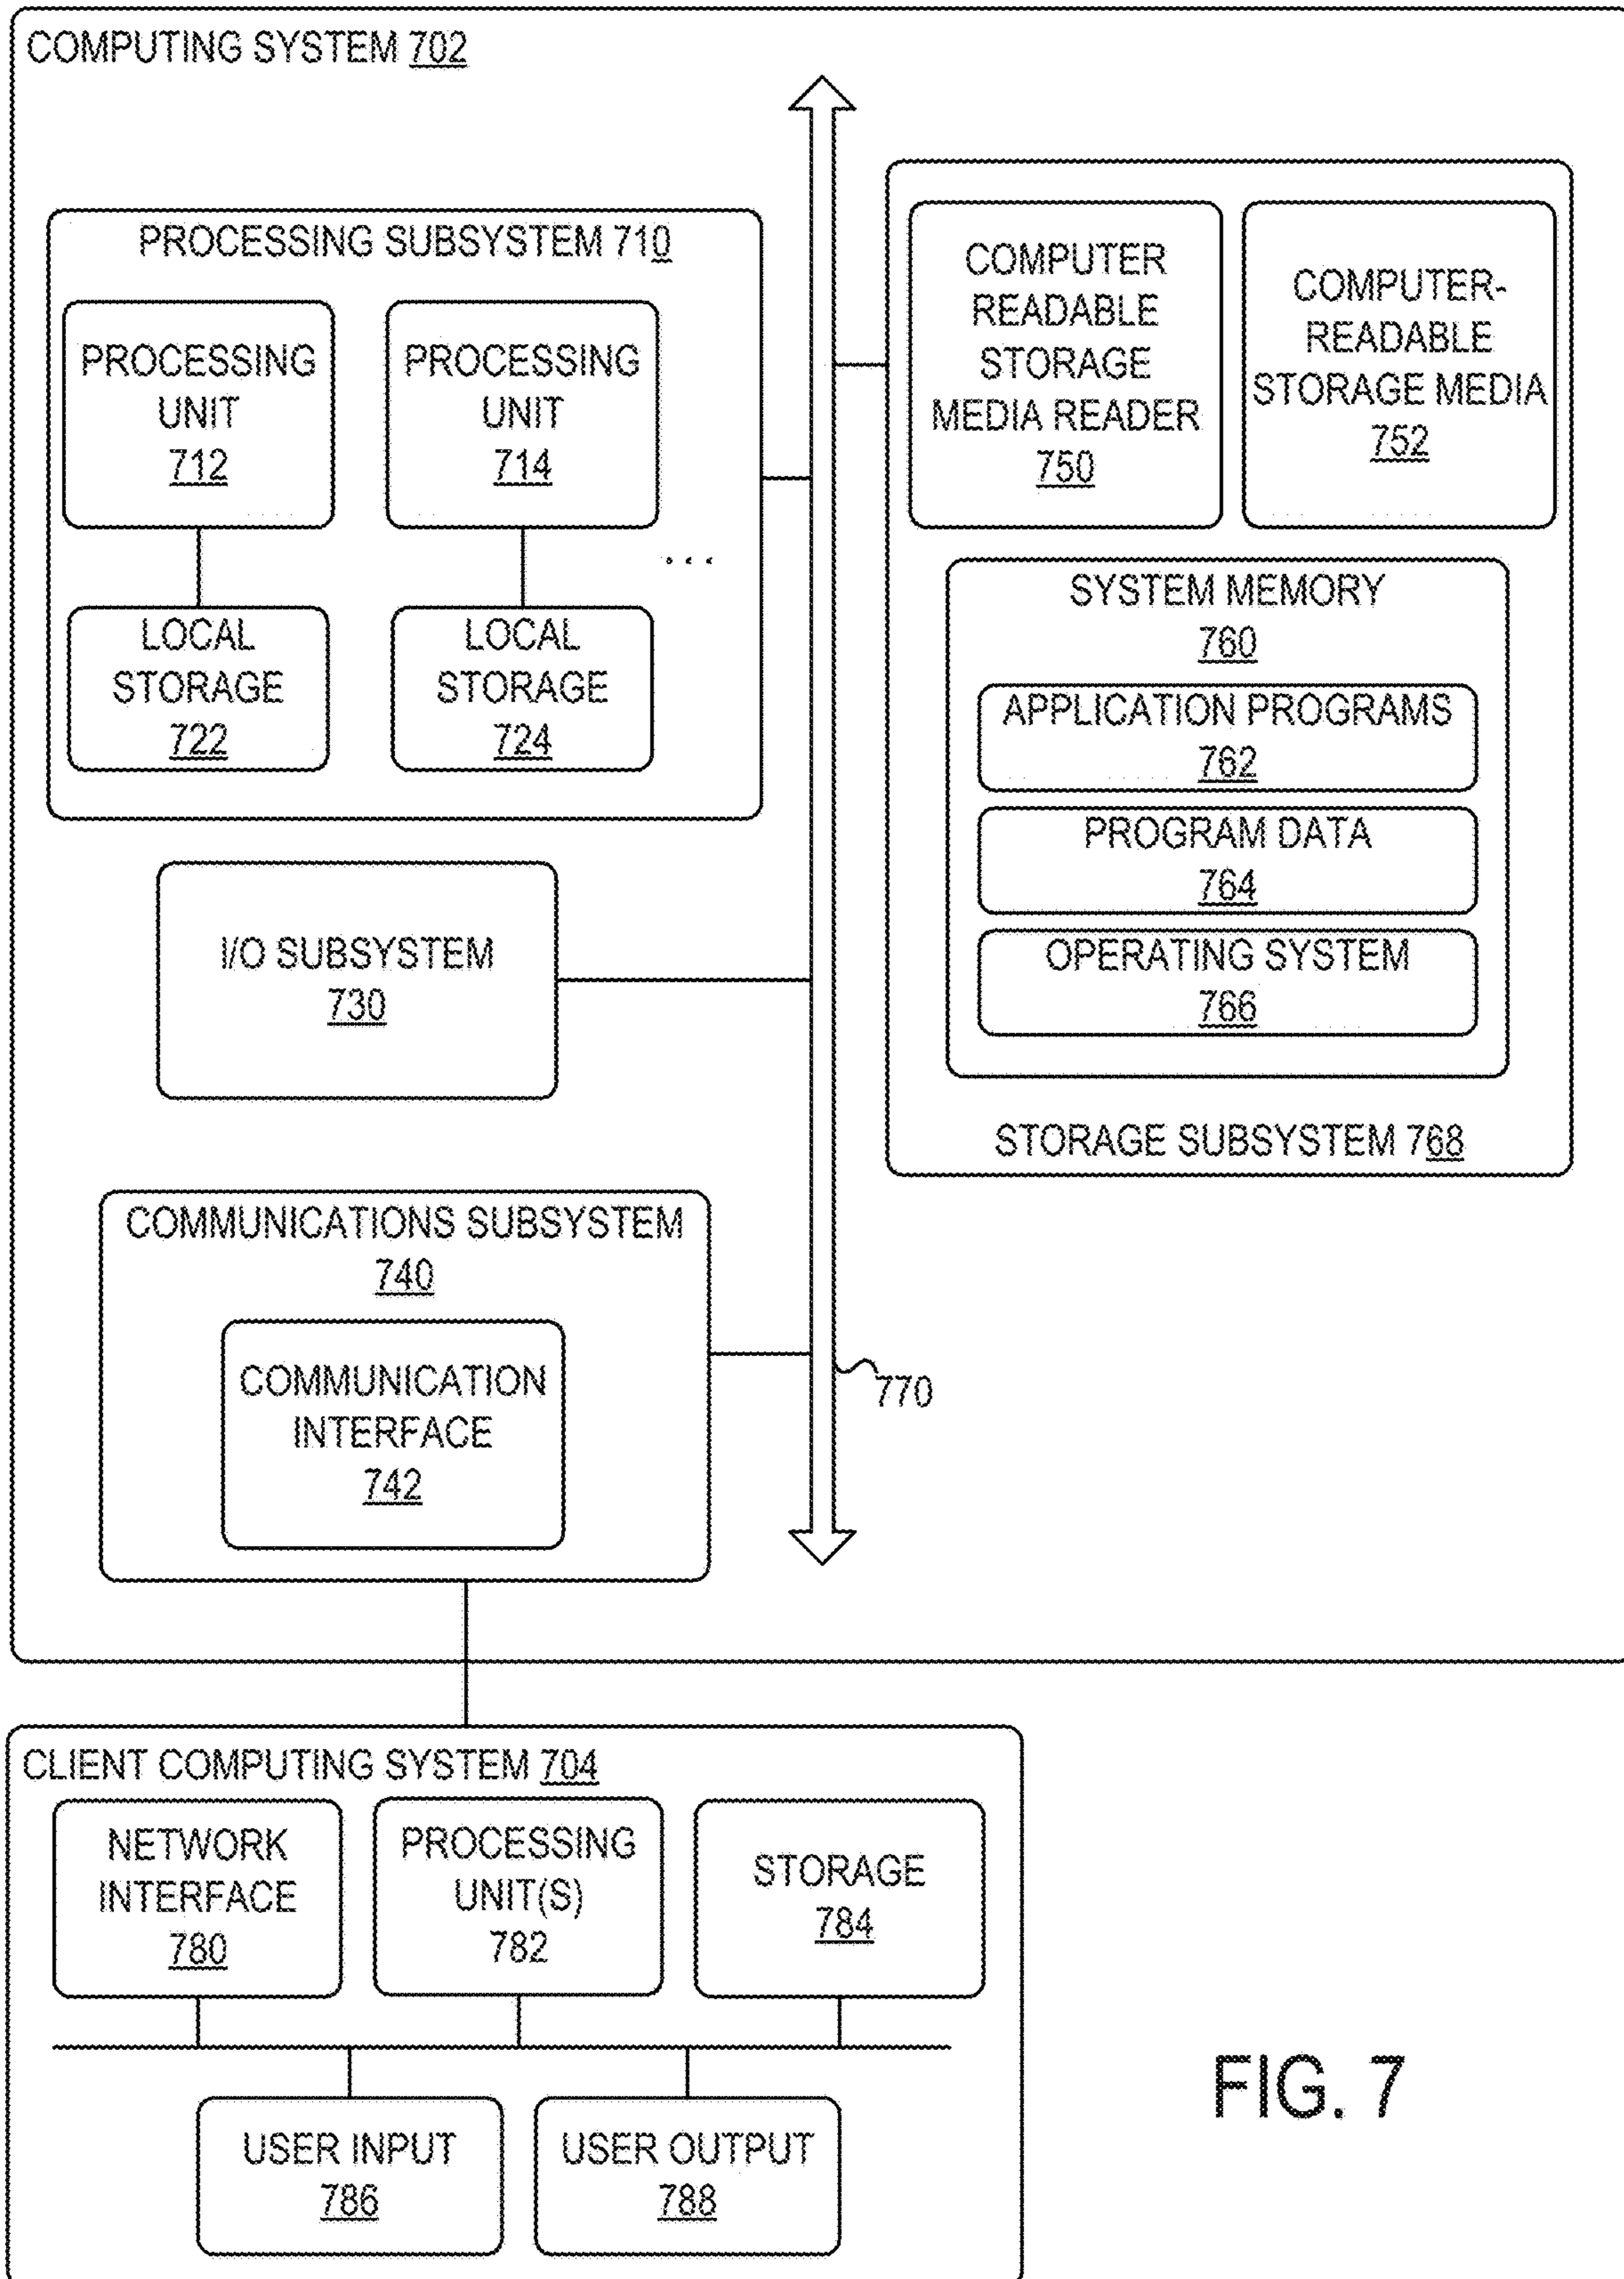 COMPUTING SYSTEM 702
PROCESSING SUBSYSTEM 710
PROCESSING
UNIT
712
PROCESSING
UNIT
714
. . .
LOCAL
STORAGE
722
LOCAL
STORAGE
724
I/O SUBSYSTEM
730
COMMUNICATIONS SUBSYSTEM
740
COMMUNICATION
INTERFACE
742
770
COMPUTER
READABLE
STORAGE
MEDIA READER
750
COMPUTER-
READABLE
STORAGE MEDIA
752
SYSTEM MEMORY
760
APPLICATION PROGRAMS
762
PROGRAM DATA
764
OPERATING SYSTEM
766
STORAGE SUBSYSTEM 768
CLIENT COMPUTING SYSTEM 704
NETWORK
INTERFACE
780
PROCESSING
UNIT(S)
782
STORAGE
784
USER INPUT
786
USER OUTPUT
788
FIG. 7